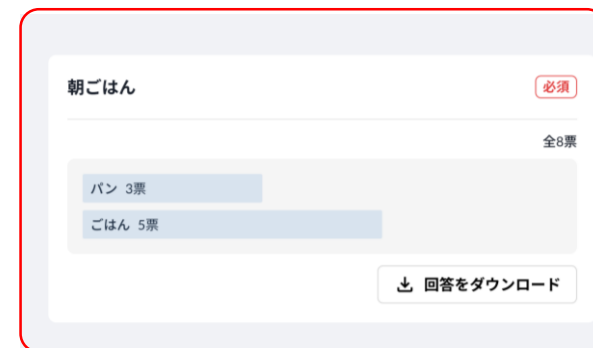 朝ごはん
必須
全8票
パン 3票
ごはん 5票
回答をダウンロード